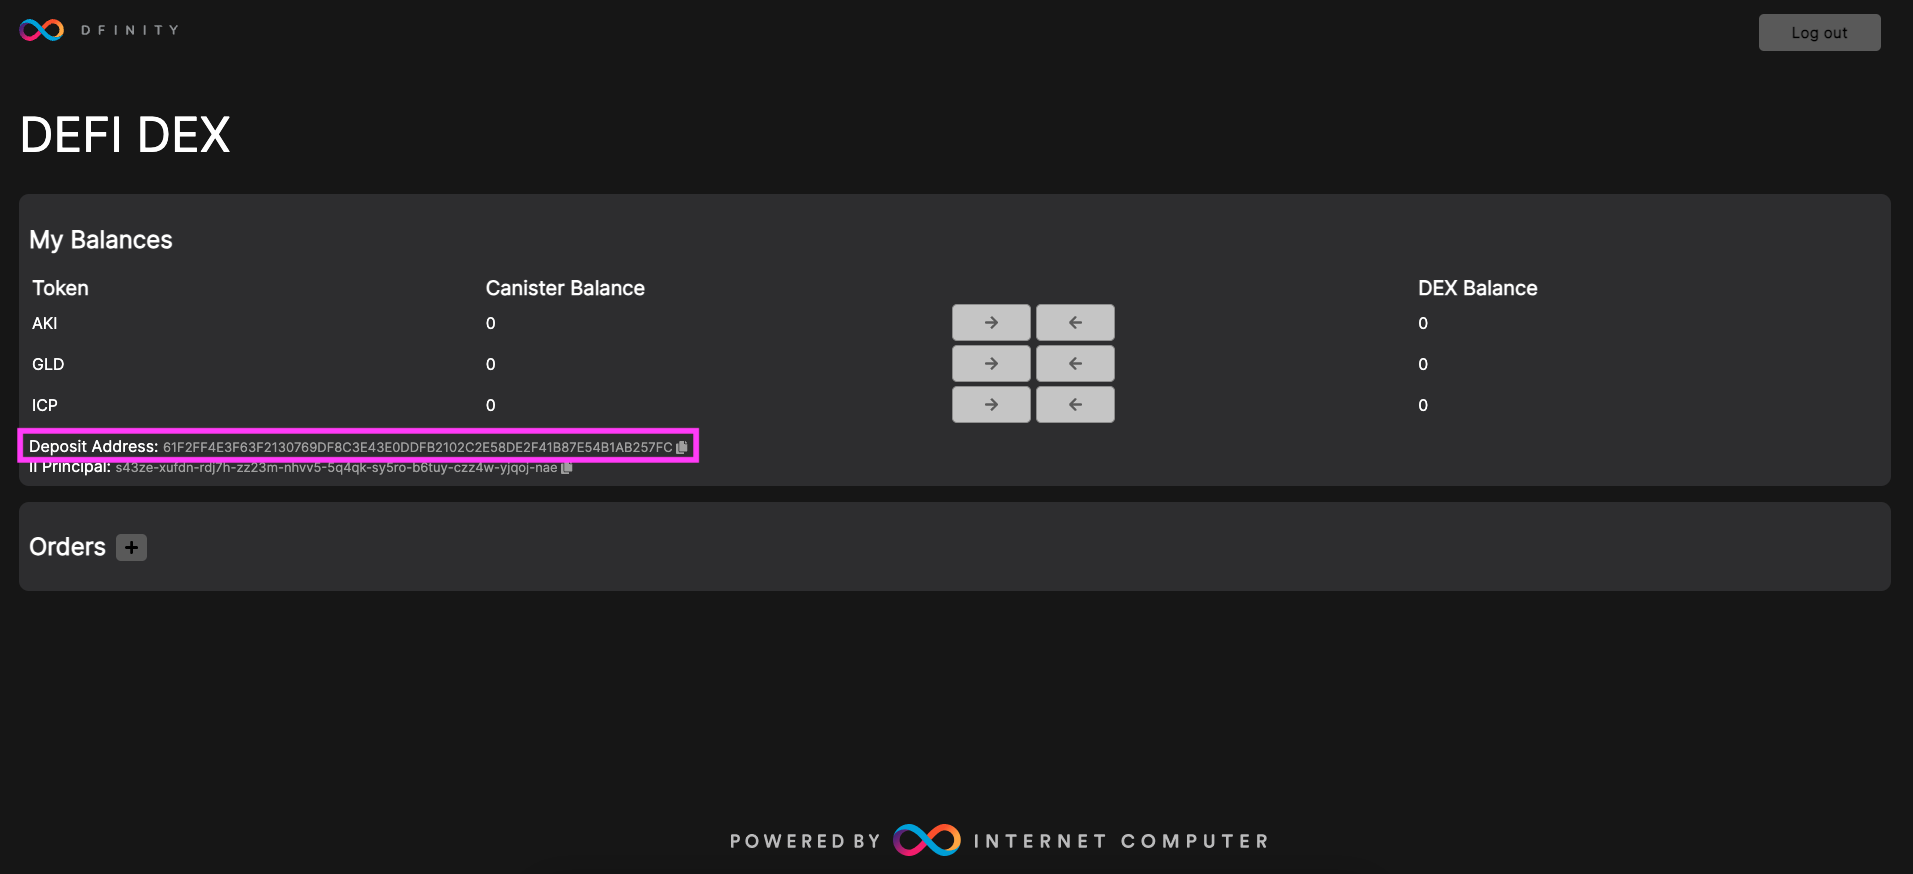 DFINITY
Log out
DEFI DEX
My Balances
Token Canister Balance DEX Balance
AKI 0 → ← 0
GLD 0 → ← 0
ICP 0 → ← 0
Deposit Address: 61F2FF4E3F63F2130769DF8C3E43E0DDFB2102C2E58DE2F41B87E54B1AB257FC
II Principal: s43ze-xufdn-rdj7h-zz23m-nhvv5-5q4qk-sy5ro-b6tuy-czz4w-yjqoj-nae
Orders +
POWERED BY INTERNET COMPUTER